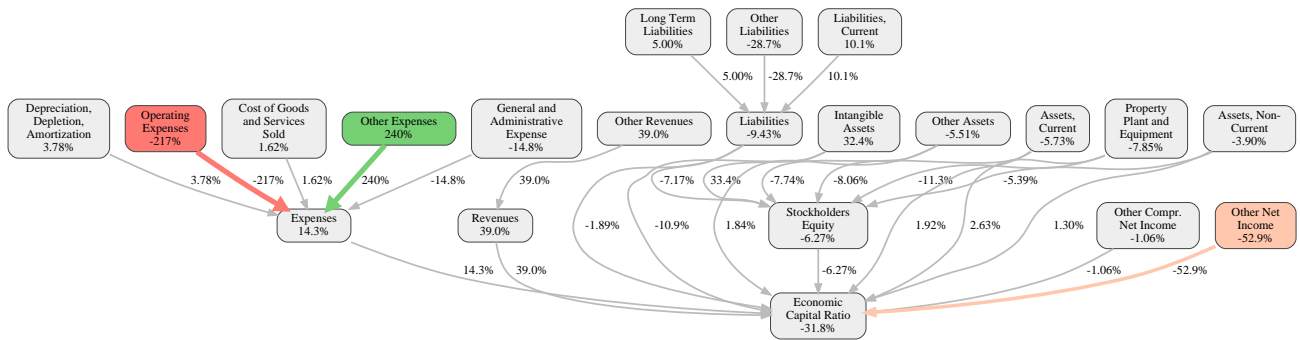 Long Term
Liabilities
5.00%
Other
Liabilities
-28.7%
Liabilities,
Current
10.1%
5.00%
-28.7%
10.1%
Depreciation,
Depletion,
Amortization
3.78%
Operating
Expenses
-217%
Cost of Goods
and Services
Sold
1.62%
Other Expenses
240%
General and
Administrative
Expense
-14.8%
Other Revenues
39.0%
Liabilities
-9.43%
Intangible
Assets
32.4%
Other Assets
-5.51%
Assets,
Current
-5.73%
Property
Plant and
Equipment
-7.85%
Assets, Non-
Current
-3.90%
3.78%
-217%
1.62%
240%
-14.8%
39.0%
-7.17%
33.4%
-7.74%
-8.06%
-11.3%
-5.39%
Expenses
14.3%
Revenues
39.0%
-1.89%
-10.9%
1.84%
Stockholders
Equity
-6.27%
1.92%
2.63%
1.30%
Other Compr.
Net Income
-1.06%
Other Net
Income
-52.9%
14.3%
39.0%
-6.27%
-1.06%
-52.9%
Economic
Capital Ratio
-31.8%